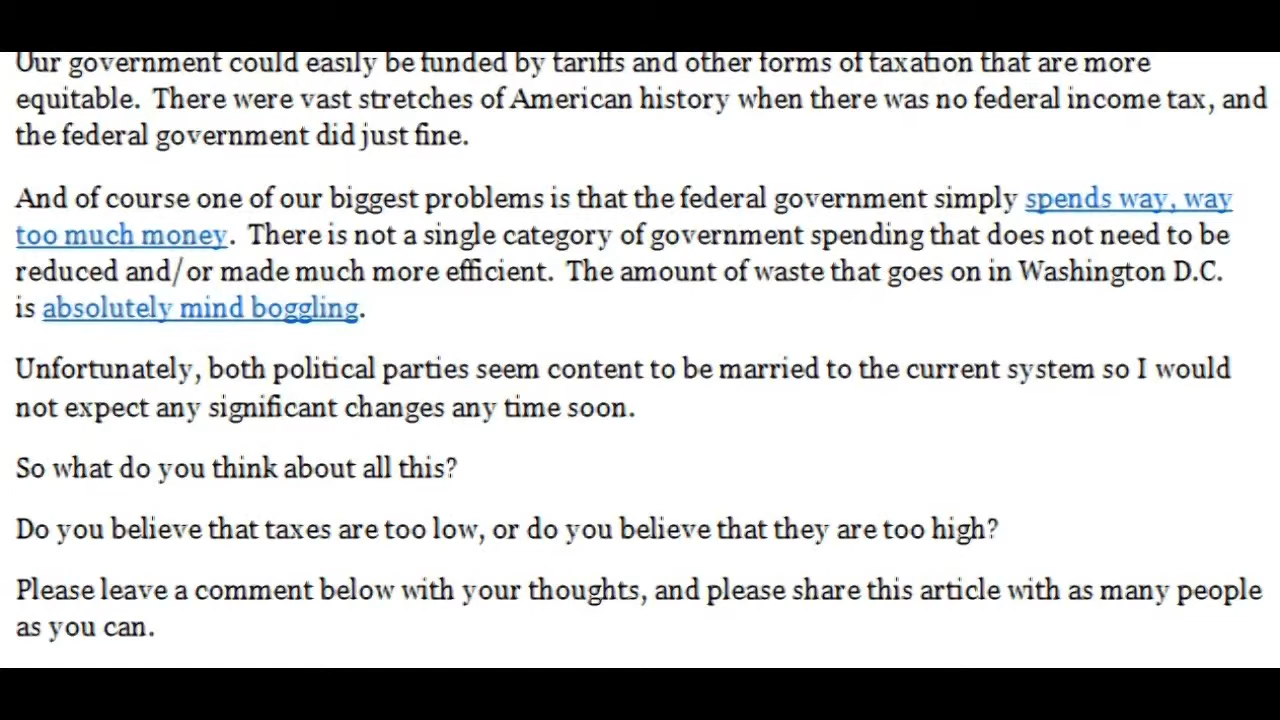 Our government could easily be funded by tariffs and other forms of taxation that are more
equitable. There were vast stretches of American history when there was no federal income tax, and
the federal government did just fine.
And of course one of our biggest problems is that the federal government simply spends way, way
too much money. There is not a single category of government spending that does not need to be
reduced and/or made much more efficient. The amount of waste that goes on in Washington D.C.
is absolutely mind boggling.
Unfortunately, both political parties seem content to be married to the current system so I would
not expect any significant changes any time soon.
So what do you think about all this?
Do you believe that taxes are too low, or do you believe that they are too high?
Please leave a comment below with your thoughts, and please share this article with as many people
as you can.